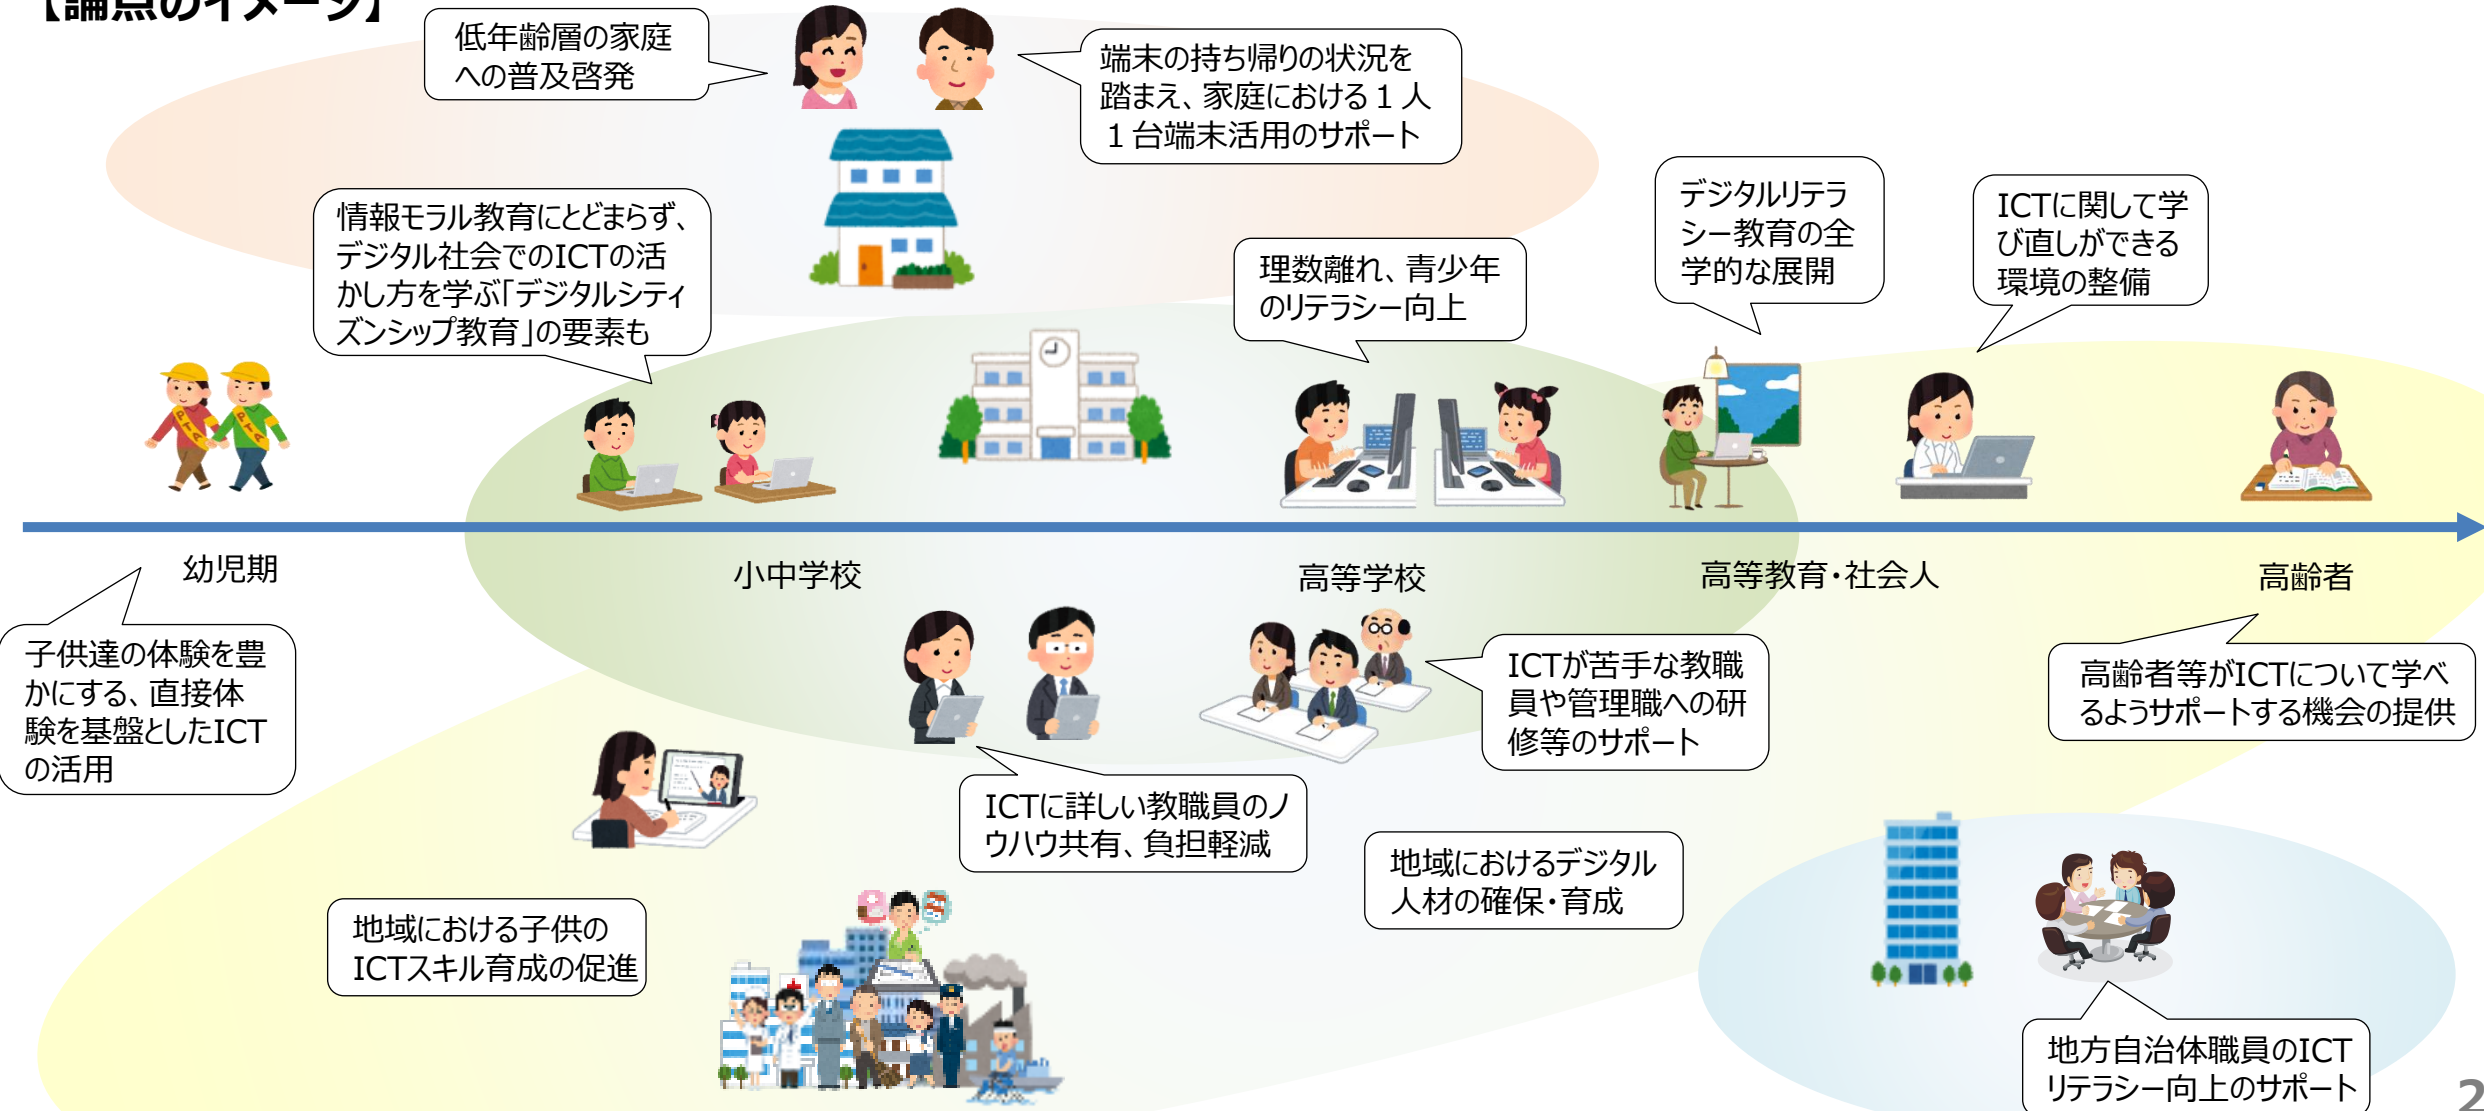 【論点のイメージ】
低年齢層の家庭
への普及啓発
端末の持ち帰りの状況を
踏まえ、家庭における１人
１台端末活用のサポート
情報モラル教育にとどまらず、
デジタル社会でのICTの活
かし方を学ぶ「デジタルシティ
ズンシップ教育」の要素も
理数離れ、青少年
のリテラシー向上
デジタルリテラ
シー教育の全
学的な展開
ICTに関して学
び直しができる
環境の整備
PTA
PTA
幼児期
小中学校
高等学校
高等教育・社会人
高齢者
子供達の体験を豊
かにする、直接体
験を基盤としたICT
の活用
ICTが苦手な教職
員や管理職への研
修等のサポート
高齢者等がICTについて学べ
るようサポートする機会の提供
ICTに詳しい教職員のノ
ウハウ共有、負担軽減
地域におけるデジタル
人材の確保・育成
地域における子供の
ICTスキル育成の促進
地方自治体職員のICT
リテラシー向上のサポート
2